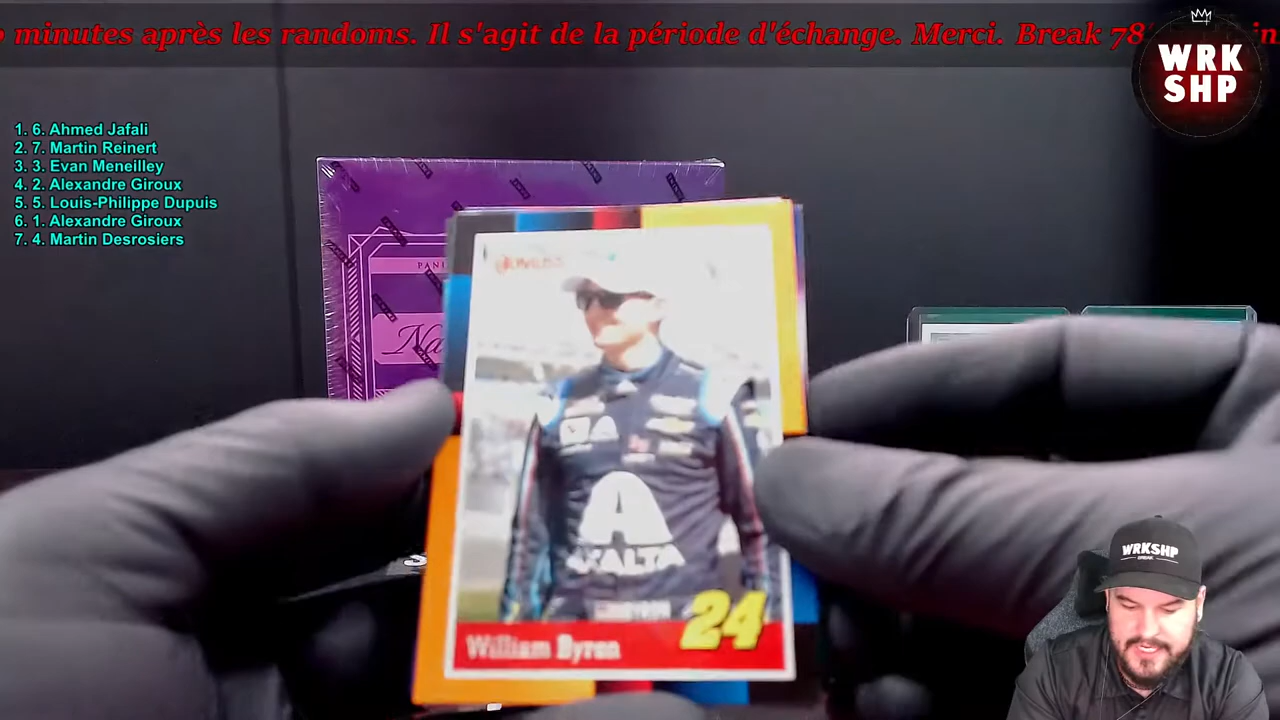 minutes après les randoms. Il s'agit de la période d'échange. Merci. Break 78
WRK
SHP
1. 6. Ahmed Jafali
2. 7. Martin Reinert
3. 3. Evan Meneilley
4. 2. Alexandre Giroux
5. 5. Louis-Philippe Dupuis
6. 1. Alexandre Giroux
7. 4. Martin Desrosiers
A
AXALTA
24
William Byron
WRKSHP
BREAK